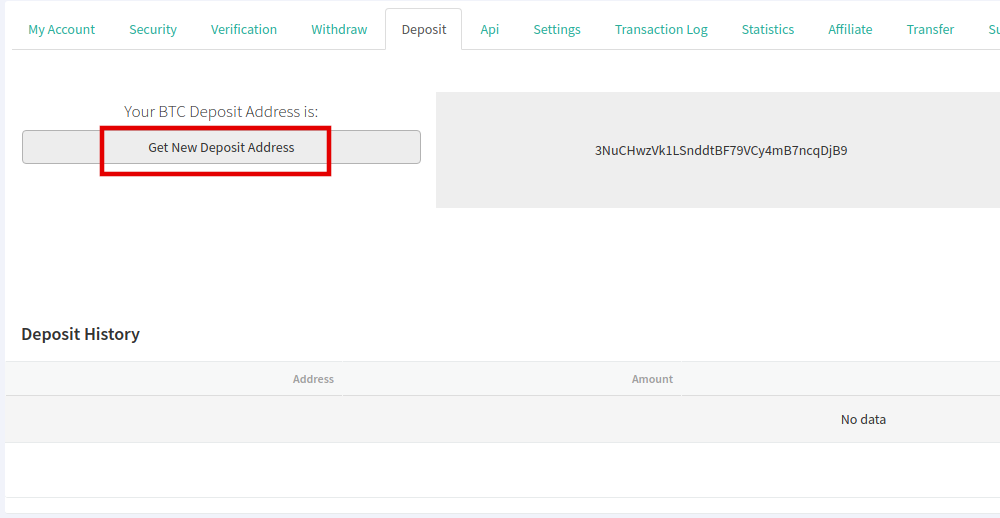 My Account Security Verification Withdraw Deposit Api Settings Transaction Log Statistics Affiliate Transfer
Your BTC Deposit Address is:
Get New Deposit Address
3NuCHwzVk1LSnddtBF79VCy4mB7ncqDjB9
Deposit History
Address Amount
No data